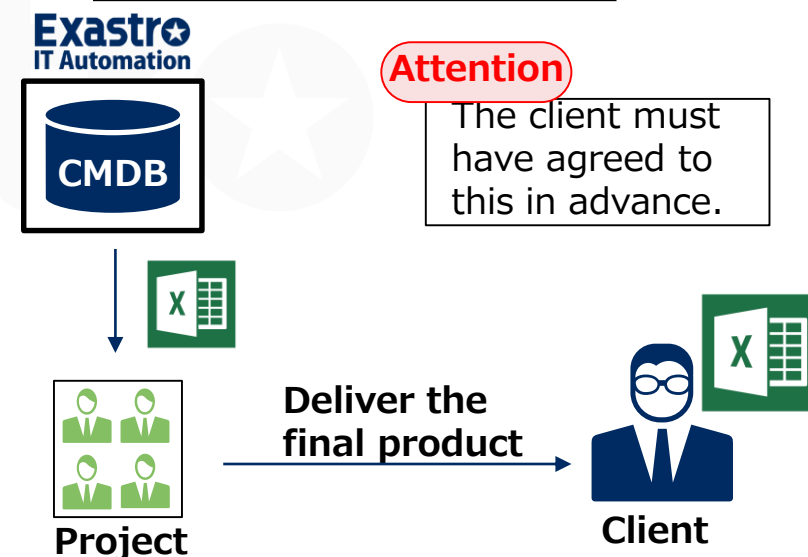 Exastro
IT Automation
CMDB
Attention
The client must
have agreed to
this in advance.
X
X
Deliver the
final product
Project
Client